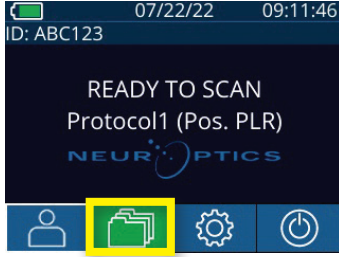 07/22/22 09:11:46
ID: ABC123
READY TO SCAN
Protocol1 (Pos. PLR)
NEUROPTICS